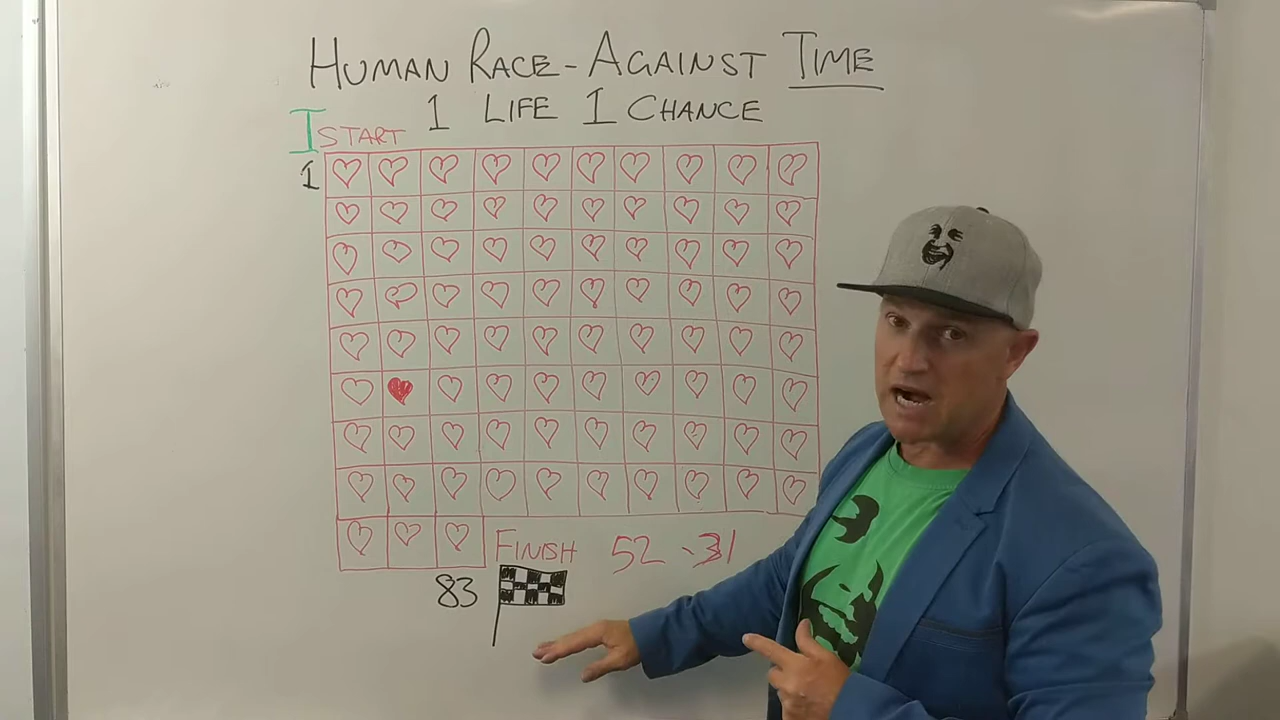 HUMAN RACE - AGAINST TIME
1 LIFE 1 CHANCE
I START
1
FINISH 52 - 31
83